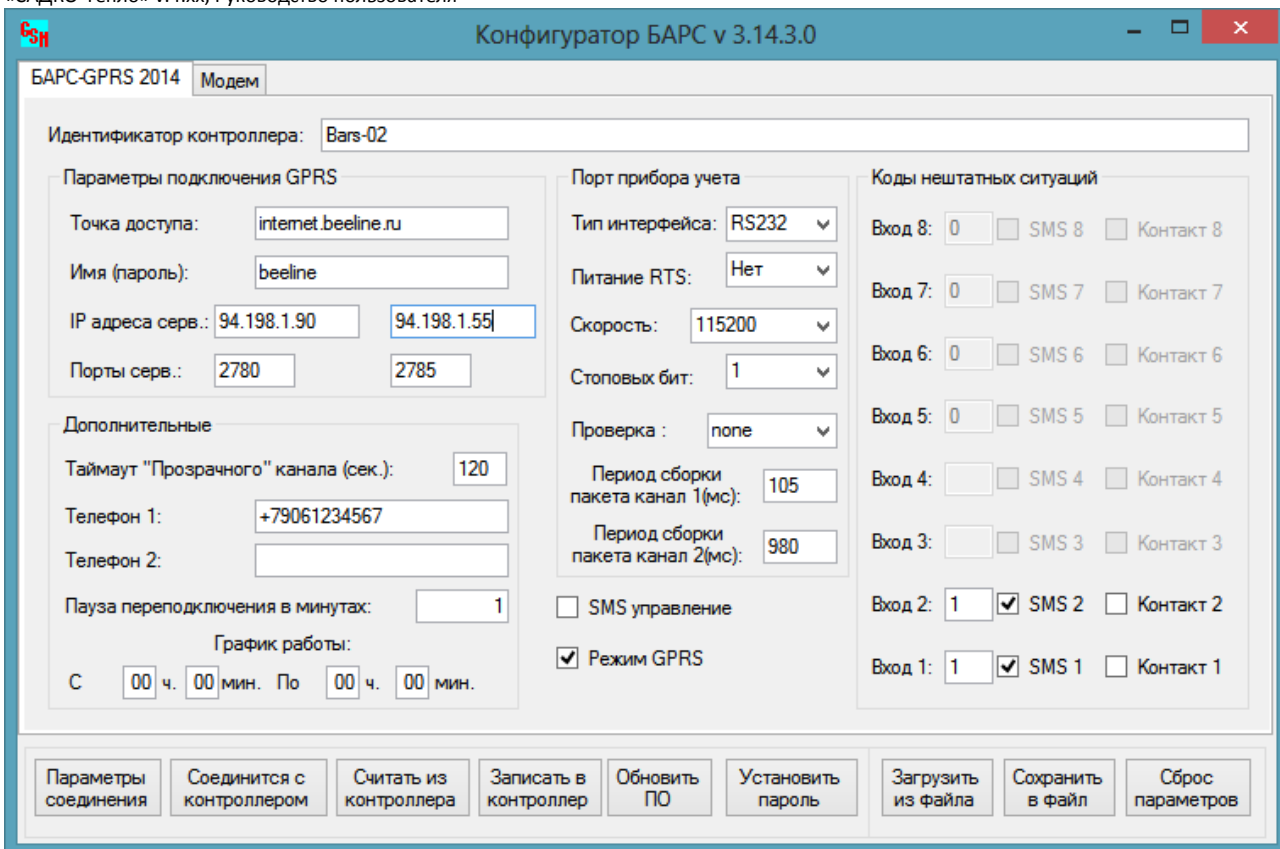 Конфигуратор БАРС v 3.14.3.0
БАРС-GPRS 2014 Модем
Идентификатор контроллера: Bars-02
Параметры подключения GPRS
Точка доступа: internet.beeline.ru
Имя (пароль): beeline
IP адреса серв.: 94.198.1.90 94.198.1.55
Порты серв.: 2780 2785
Дополнительные
Таймаут "Прозрачного" канала (сек.): 120
Телефон 1: +79061234567
Телефон 2:
Пауза переподключения в минутах: 1
График работы:
С 00 ч. 00 мин. По 00 ч. 00 мин.
Порт прибора учета
Тип интерфейса: RS232
Питание RTS: Нет
Скорость: 115200
Стоповых бит: 1
Проверка : none
Период сборки
пакета канал 1(мс): 105
Период сборки
пакета канал 2(мс): 980
SMS управление
Режим GPRS
Коды нештатных ситуаций
Вход 8: 0 SMS 8 Контакт 8
Вход 7: 0 SMS 7 Контакт 7
Вход 6: 0 SMS 6 Контакт 6
Вход 5: 0 SMS 5 Контакт 5
Вход 4: SMS 4 Контакт 4
Вход 3: SMS 3 Контакт 3
Вход 2: 1 SMS 2 Контакт 2
Вход 1: 1 SMS 1 Контакт 1
Параметры соединения
Соединится с контроллером
Считать из контроллера
Записать в контроллер
Обновить ПО
Установить пароль
Загрузить из файла
Сохранить в файл
Сброс параметров